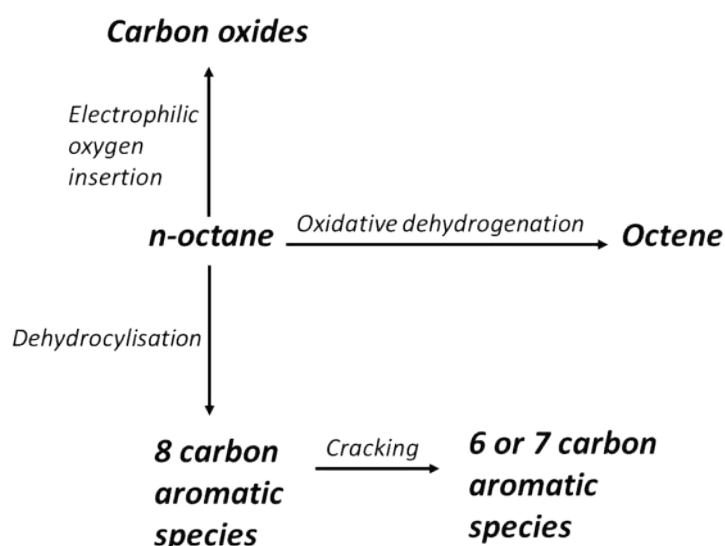 Carbon oxides
Electrophilic
oxygen
insertion
n-octane
Oxidative dehydrogenation
Octene
Dehydrocylisation
8 carbon
aromatic
species
Cracking
6 or 7 carbon
aromatic
species